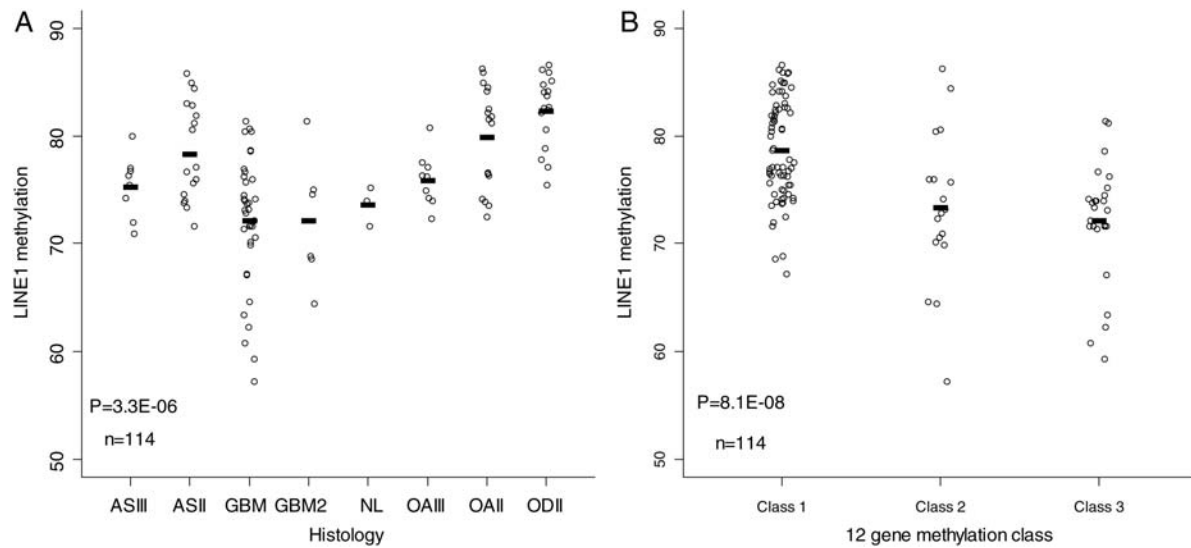 A
LINE1 methylation
90
80
70
60
50
P=3.3E-06
n=114
ASIII
ASII
GBM
GBM2
NL
OAIII
OAII
ODII
Histology
B
LINE1 methylation
90
80
70
60
50
P=8.1E-08
n=114
Class 1
Class 2
Class 3
12 gene methylation class